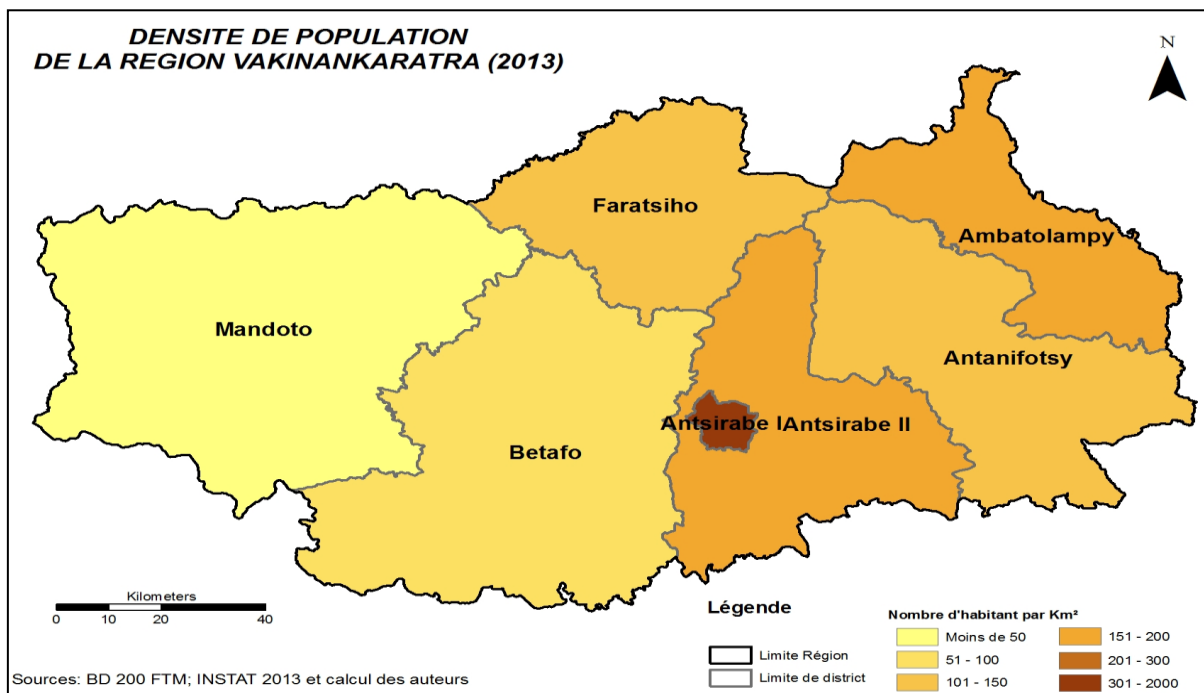 DENSITE DE POPULATION
DE LA REGION VAKINANKARATRA (2013)
N
Faratsiho
Ambatolampy
Mandoto
Antanifotsy
Antsirabe I
Antsirabe II
Betafo
Kilometers
0 10 20 40
Légende
Limite Région
Limite de district
Nombre d'habitant par Km²
Moins de 50
51 - 100
101 - 150
151 - 200
201 - 300
301 - 2000
Sources: BD 200 FTM; INSTAT 2013 et calcul des auteurs